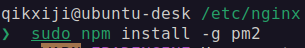 qikxiji@ubuntu-desk /etc/nginx
❯ sudo npm install -g pm2